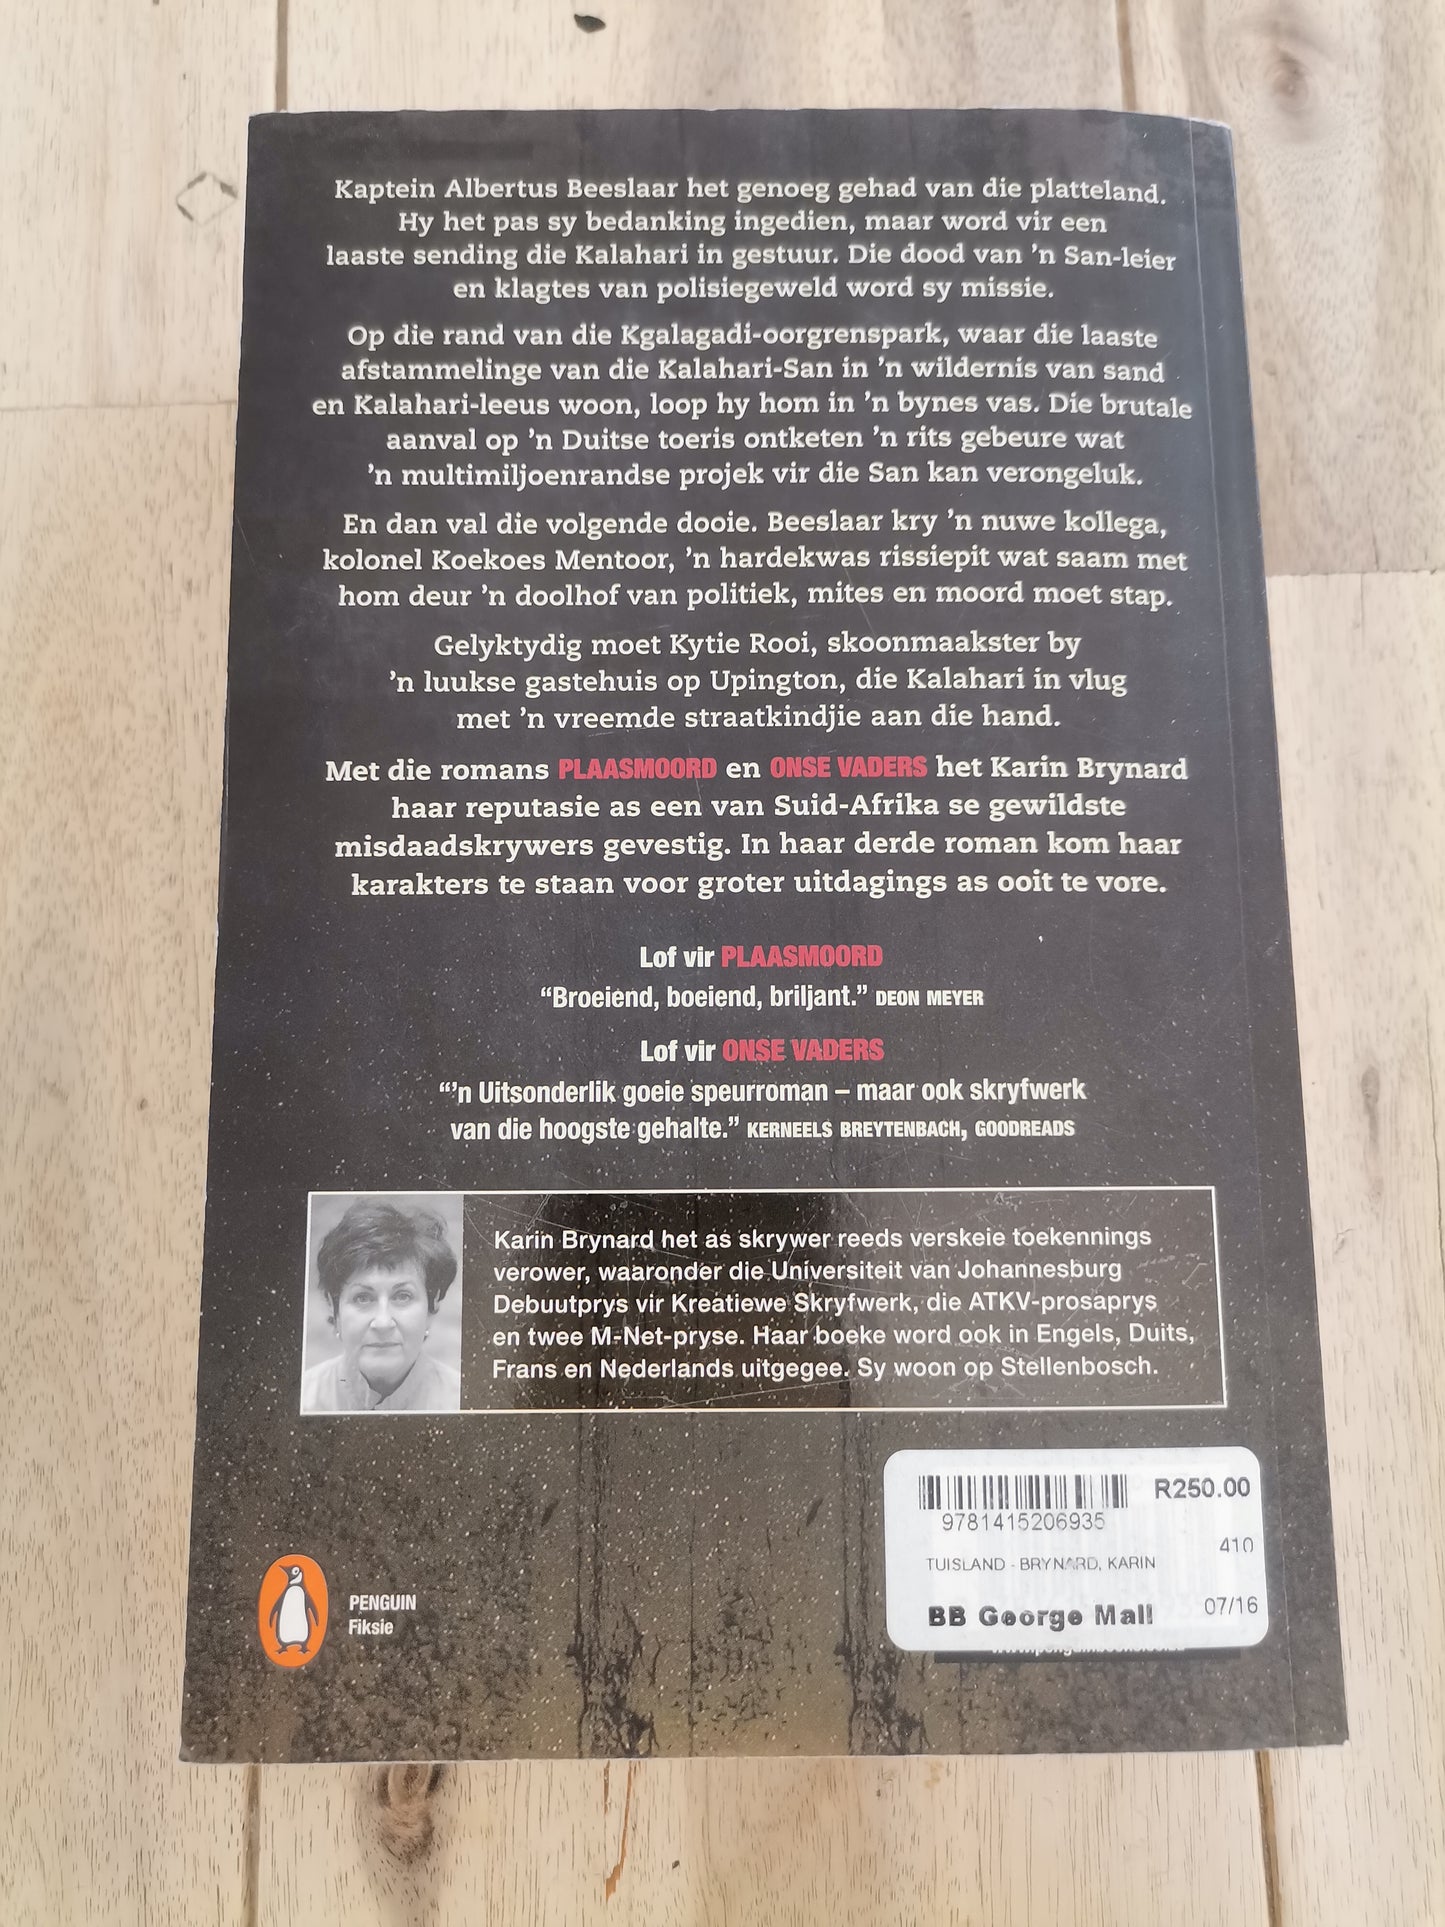 Kaptein Albertus Beeslaar het genoeg gehad van die platteland.
Hy het pas sy bedanking ingedien, maar word vir een
laaste sending die Kalahari in gestuur. Die dood van ’n San-leier
en klagtes van polisiegeweld word sy missie.
Op die rand van die Kgalagadi-oorgrenspark, waar die laaste
afstammelinge van die Kalahari-San in ’n wildernis van sand
en Kalahari-leeus woon, loop hy hom in ’n bynes vas. Die brutale
aanval op ’n Duitse toeris ontketen ’n rits gebeure wat
’n multimiljoenrandse projek vir die San kan verongeluk.
En dan val die volgende dooie. Beeslaar kry ’n nuwe kollega,
kolonel Koekoes Mentoor, ’n hardekwas rissiepit wat saam met
hom deur ’n doolhof van politiek, mites en moord moet stap.
Gelyktydig moet Kytie Rooi, skoonmaakster by
’n luukse gastehuis op Upington, die Kalahari in vlug
met ’n vreemde straatkindjie aan die hand.
Met die romans PLAASMOORD en ONSE VADERS het Karin Brynard
haar reputasie as een van Suid-Afrika se gewildste
misdaadskrywers gevestig. In haar derde roman kom haar
karakters te staan voor groter uitdagings as ooit te vore.
Lof vir PLAASMOORD
“Broeiend, boeiend, briljant.” DEON MEYER
Lof vir ONSE VADERS
“’n Uitsonderlik goeie speurroman – maar ook skryfwerk
van die hoogste gehalte.” KERNEELS BREYTENBACH, GOODREADS
Karin Brynard het as skrywer reeds verskeie toekennings
verower, waaronder die Universiteit van Johannesburg
Debuutprys vir Kreatiewe Skryfwerk, die ATKV-prosaprys
en twee M-Net-pryse. Haar boeke word ook in Engels, Duits,
Frans en Nederlands uitgegee. Sy woon op Stellenbosch.
R250.00
9781415206935
410
TUISLAND - BRYNARD, KARIN
BB George Mall
07/16
PENGUIN
Fiksie